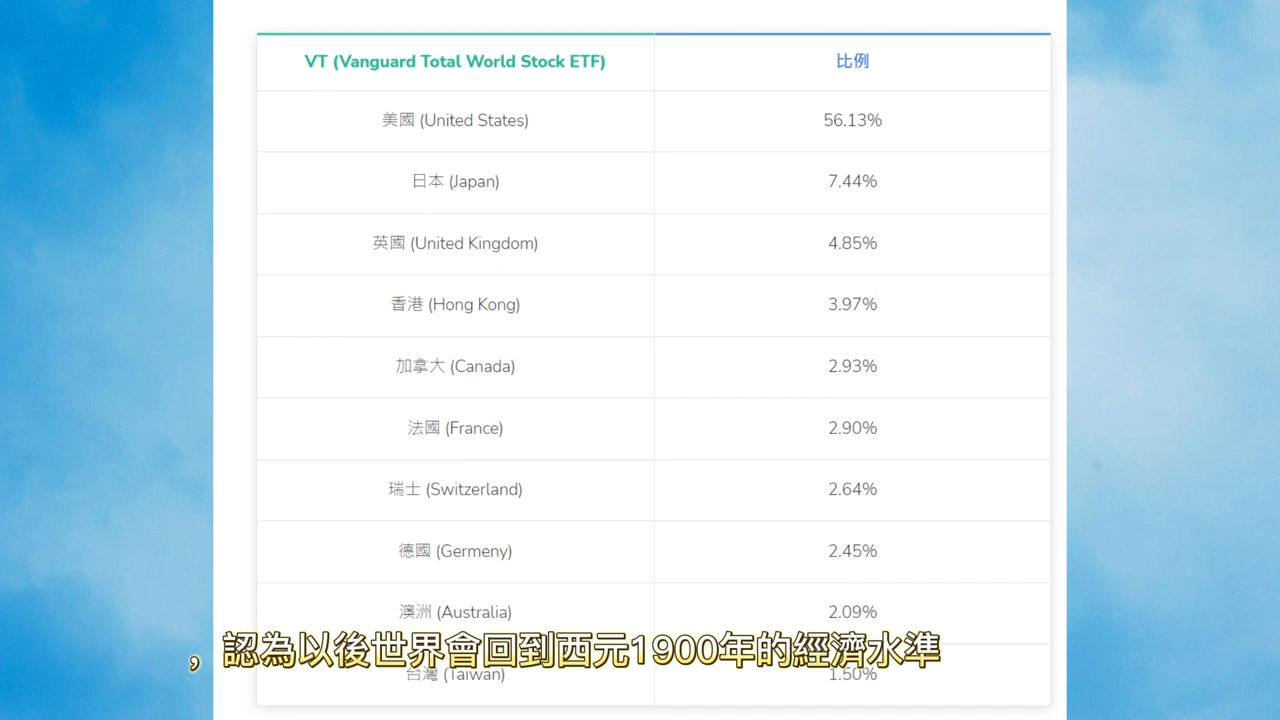 VT (Vanguard Total World Stock ETF) 比例
美國 (United States) 56.13%
日本 (Japan) 7.44%
英國 (United Kingdom) 4.85%
香港 (Hong Kong) 3.97%
加拿大 (Canada) 2.93%
法國 (France) 2.90%
瑞士 (Switzerland) 2.64%
德國 (Germeny) 2.45%
澳洲 (Australia) 2.09%
，認為以後世界會回到西元1900年的經濟水準
台灣 (Taiwan) 1.50%